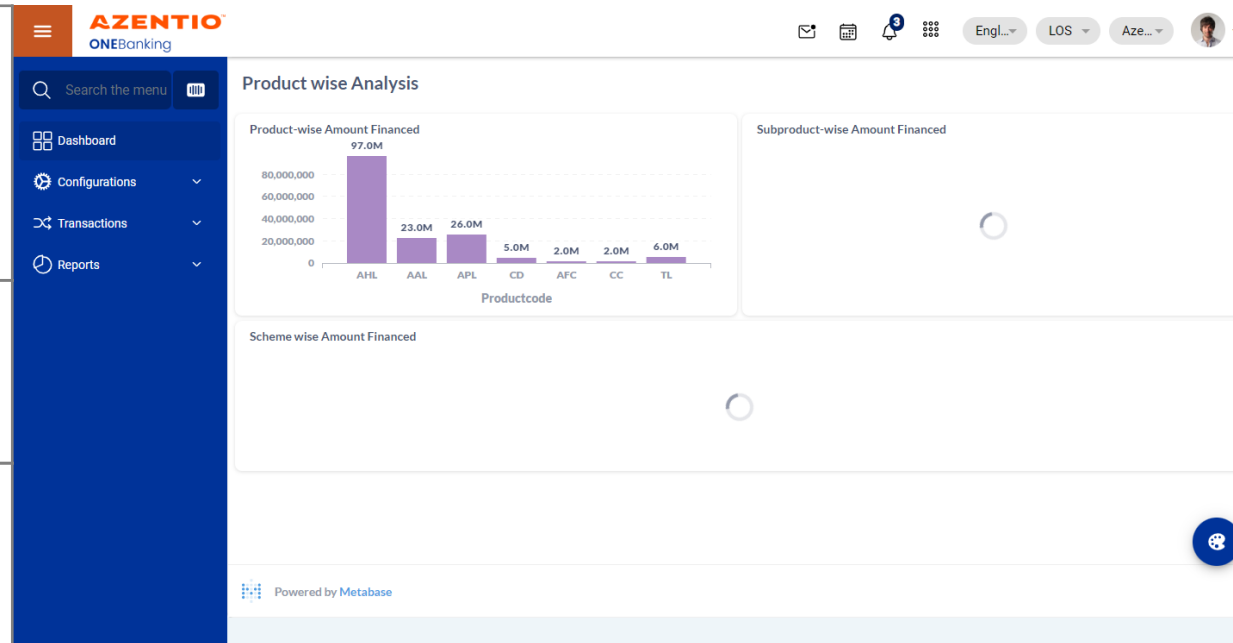 AZENTIO
ONEBanking
3
Engl...
LOS
Aze...
Search the menu
Dashboard
Configurations
Transactions
Reports
Product wise Analysis
Product-wise Amount Financed
97.0M
80,000,000
60,000,000
40,000,000
20,000,000
0
23.0M
26.0M
5.0M
2.0M
2.0M
6.0M
AHL AAL APL CD AFC CC TL
Productcode
Subproduct-wise Amount Financed
Scheme wise Amount Financed
Powered by Metabase